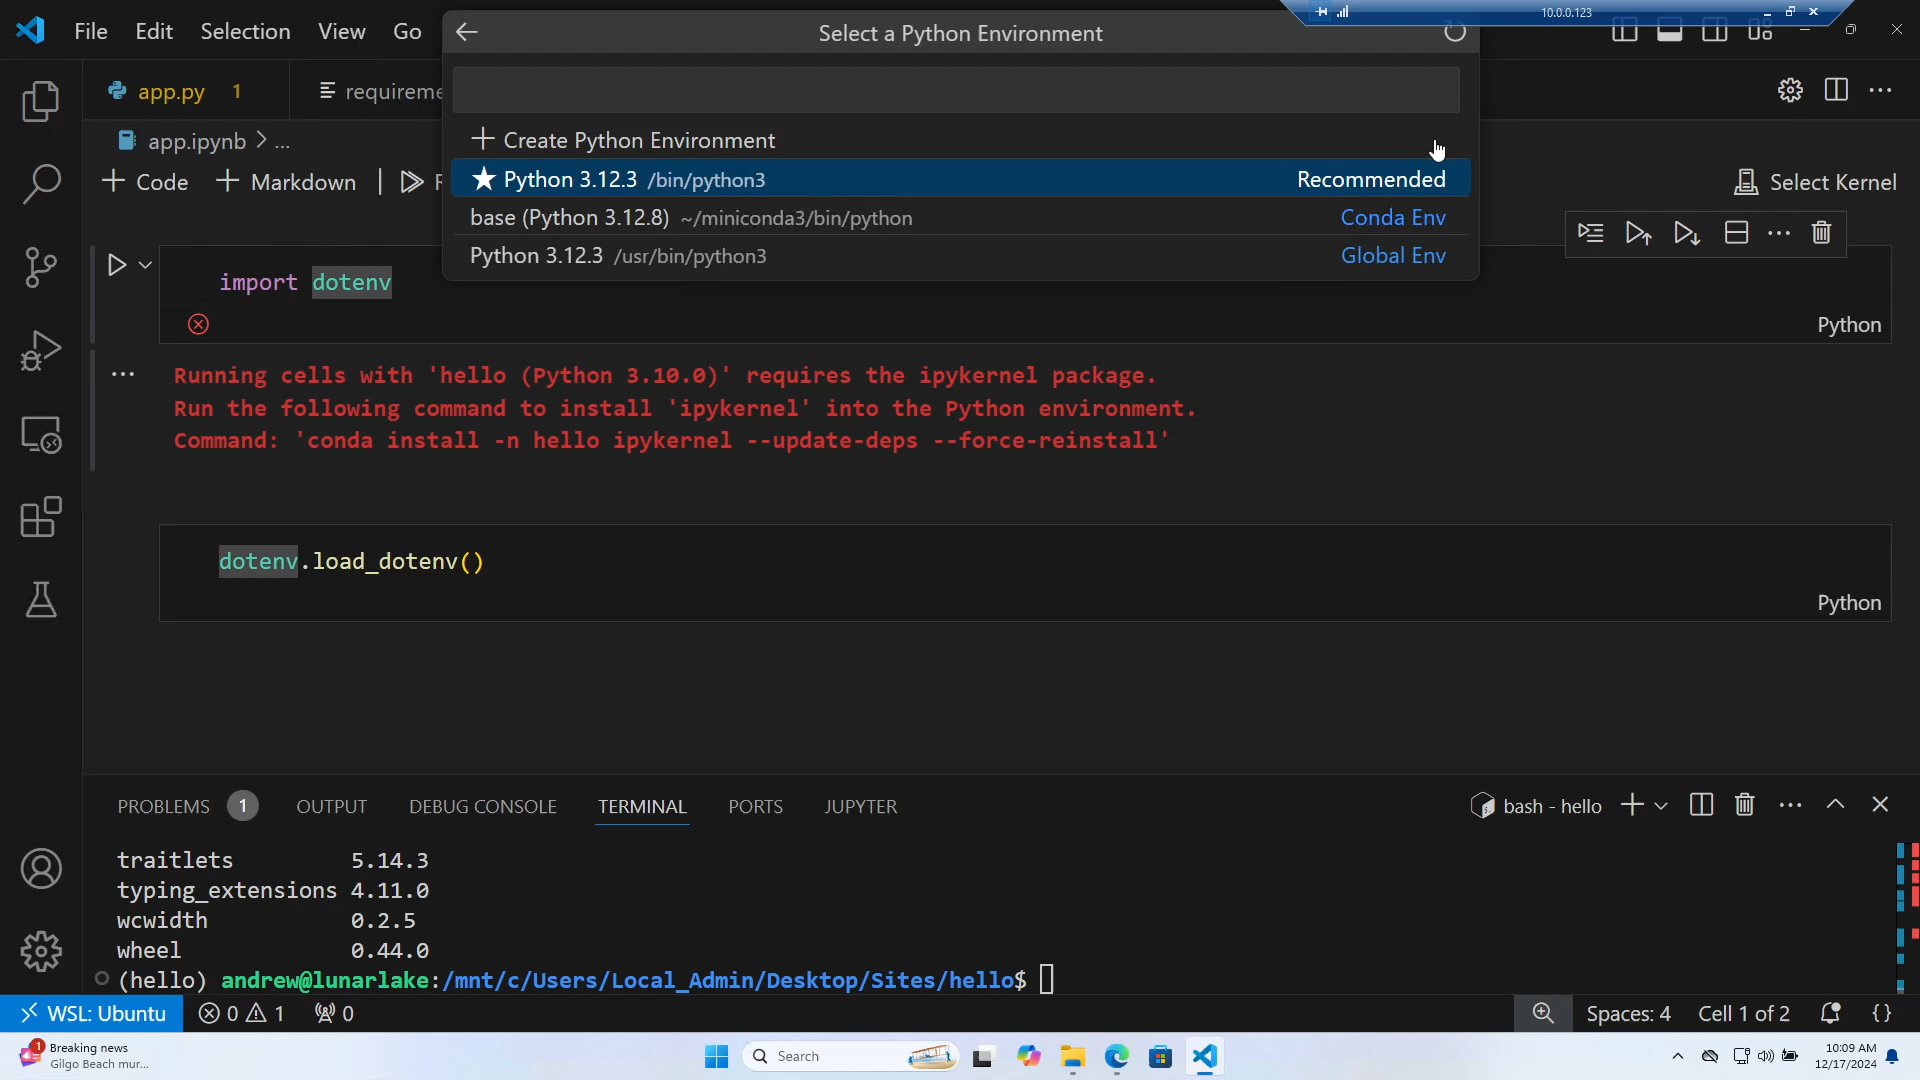 File Edit Selection View Go
Select a Python Environment
10.0.0.123
app.py 1
requireme
app.ipynb > ...
+ Create Python Environment
★ Python 3.12.3 /bin/python3 Recommended
base (Python 3.12.8) ~/miniconda3/bin/python Conda Env
Python 3.12.3 /usr/bin/python3 Global Env
+ Code + Markdown | R
Select Kernel
import dotenv
Python
Running cells with 'hello (Python 3.10.0)' requires the ipykernel package.
Run the following command to install 'ipykernel' into the Python environment.
Command: 'conda install -n hello ipykernel --update-deps --force-reinstall'
dotenv.load_dotenv()
Python
PROBLEMS 1 OUTPUT DEBUG CONSOLE TERMINAL PORTS JUPYTER
bash - hello
traitlets 5.14.3
typing_extensions 4.11.0
wcwidth 0.2.5
wheel 0.44.0
(hello) andrew@lunarlake:/mnt/c/Users/Local_Admin/Desktop/Sites/hello$
WSL: Ubuntu 0 1 0
Spaces: 4 Cell 1 of 2 {}
1 Breaking news
Gilgo Beach mur...
Search
10:09 AM
12/17/2024